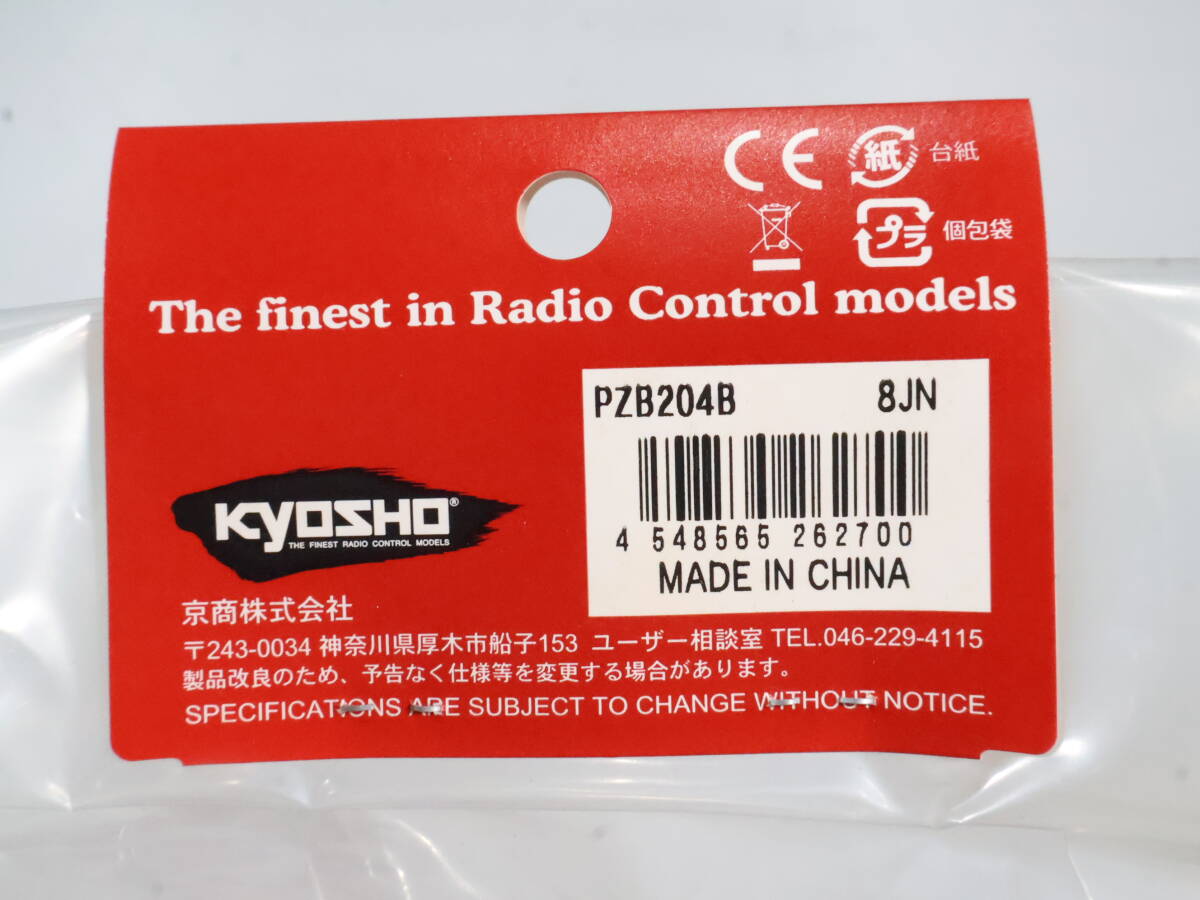 CE 紙 台紙
プラ 個包袋
The finest in Radio Control models
PZB204B 8JN
4 548565 262700
MADE IN CHINA
KYOSHO®
THE FINEST RADIO CONTROL MODELS
京商株式会社
〒243-0034 神奈川県厚木市船子153 ユーザー相談室 TEL.046-229-4115
製品改良のため、予告なく仕様等を変更する場合があります。
SPECIFICATIONS ARE SUBJECT TO CHANGE WITHOUT NOTICE.